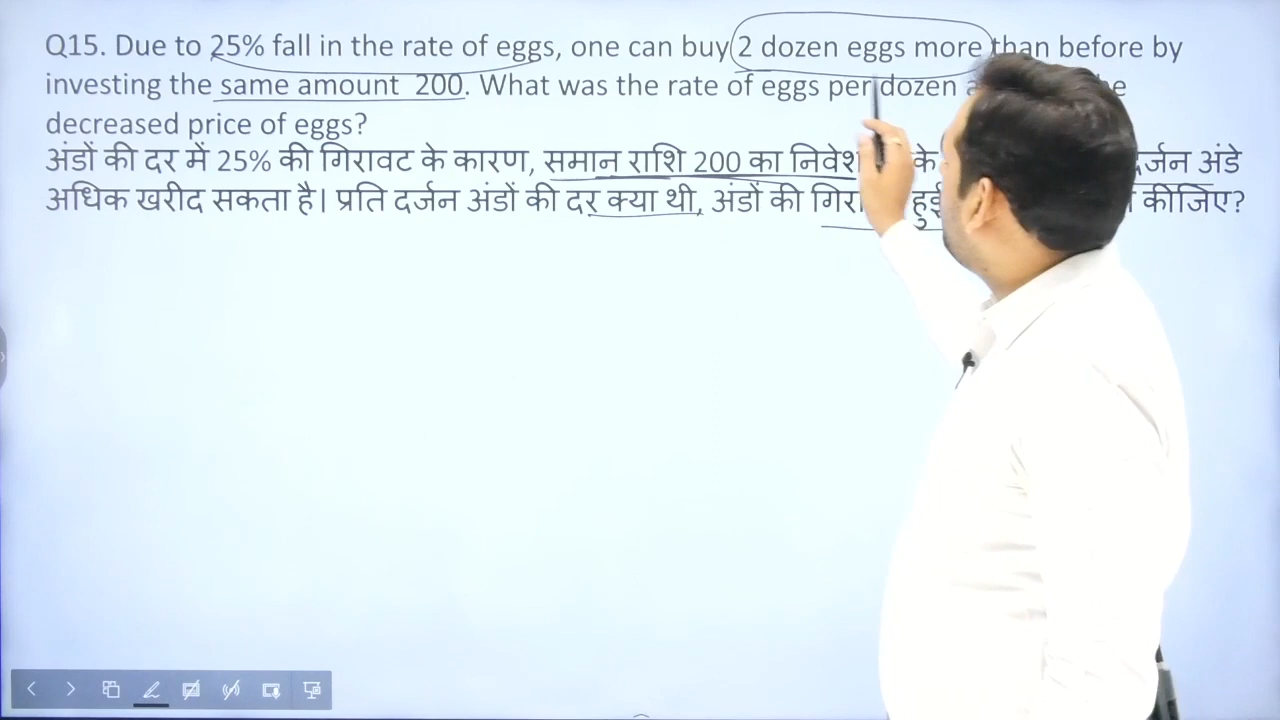 Q15. Due to 25% fall in the rate of eggs, one can buy 2 dozen eggs more than before by
investing the same amount 200. What was the rate of eggs per dozen
decreased price of eggs?
अंडों की दर में 25% की गिरावट के कारण, समान राशि 200 का निवेश के दर्जन अंडे
अधिक खरीद सकता है। प्रति दर्जन अंडों की दर क्या थी, अंडों की हुई कीजिए?